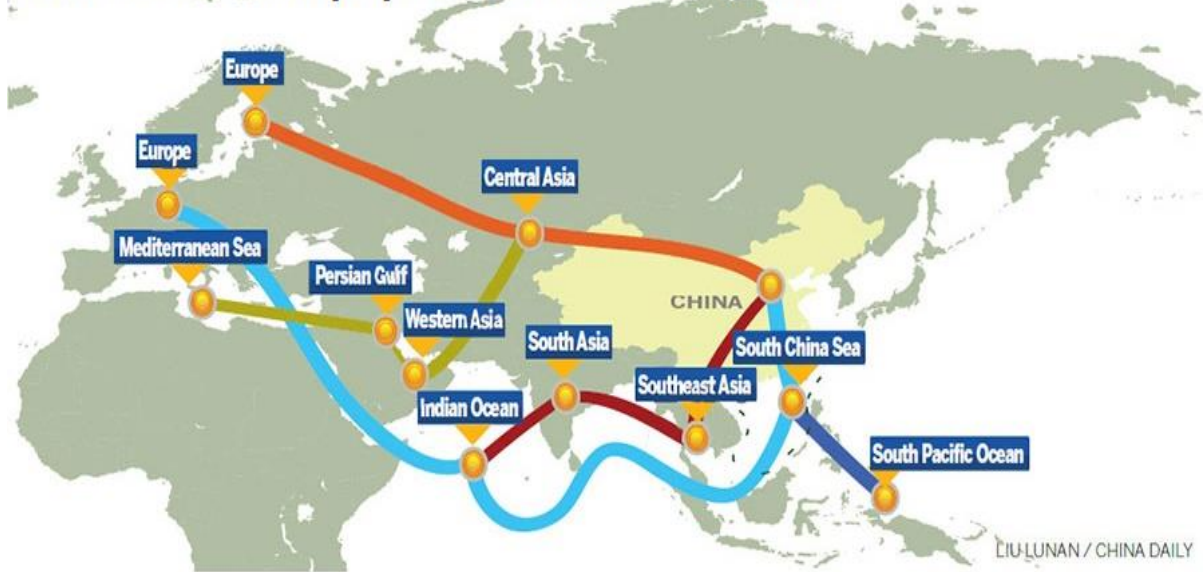 Europe
Europe
Central Asia
Mediterranean Sea
Persian Gulf
Western Asia
CHINA
South Asia
South China Sea
Southeast Asia
Indian Ocean
South Pacific Ocean
LIU LUNAN / CHINA DAILY